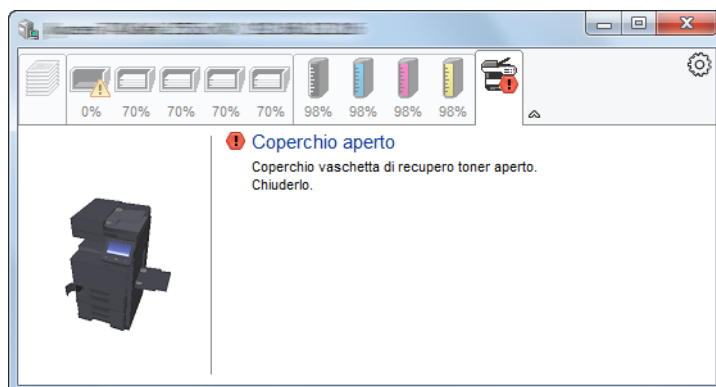 0% 70% 70% 70% 70% 98% 98% 98% 98%
Coperchio aperto
Coperchio vaschetta di recupero toner aperto.
Chiuderlo.